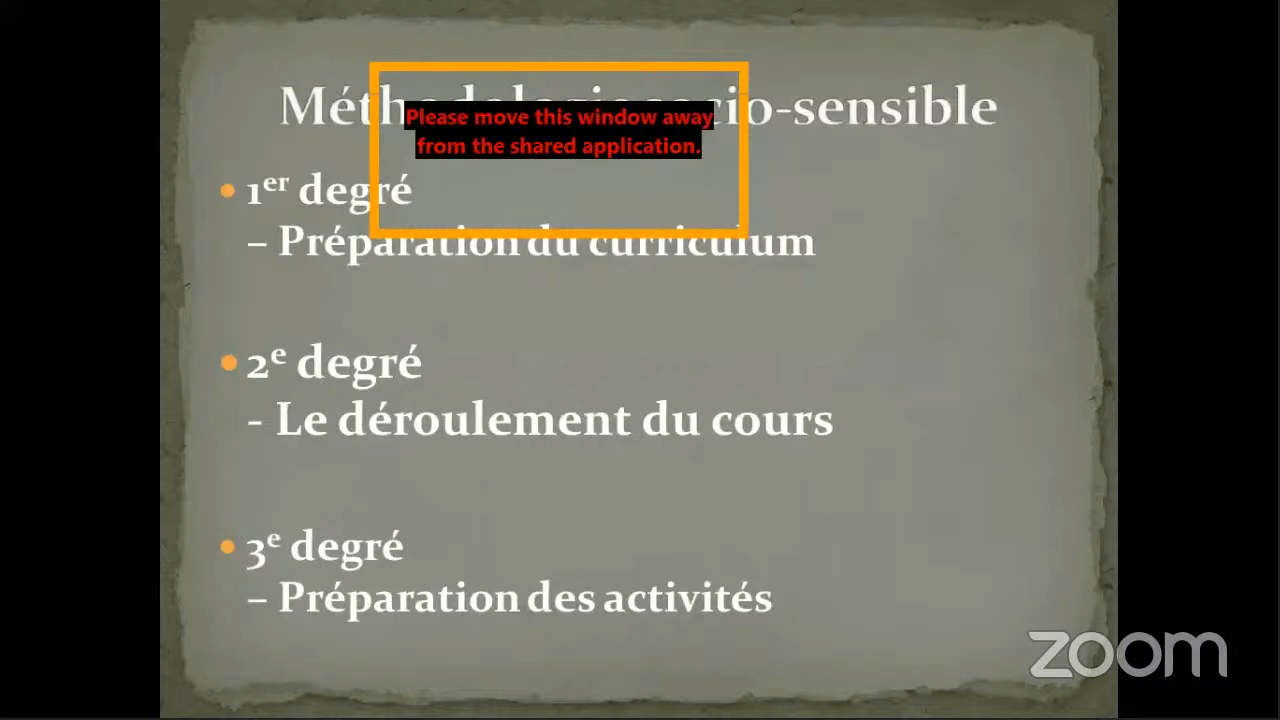 Méthodologie socio-sensible
Please move this window away
from the shared application.
• 1er degré
– Préparation du curriculum
• 2e degré
- Le déroulement du cours
• 3e degré
– Préparation des activités
zoom